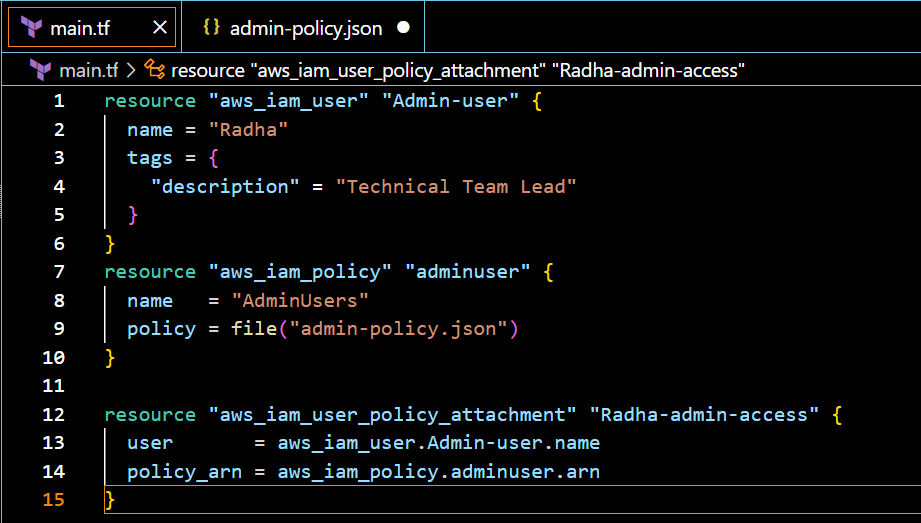 main.tf
{} admin-policy.json
main.tf > resource "aws_iam_user_policy_attachment" "Radha-admin-access"
1 resource "aws_iam_user" "Admin-user" {
2   name = "Radha"
3   tags = {
4     "description" = "Technical Team Lead"
5   }
6 }
7 resource "aws_iam_policy" "adminuser" {
8   name   = "AdminUsers"
9   policy = file("admin-policy.json")
10 }
11
12 resource "aws_iam_user_policy_attachment" "Radha-admin-access" {
13   user       = aws_iam_user.Admin-user.name
14   policy_arn = aws_iam_policy.adminuser.arn
15 }